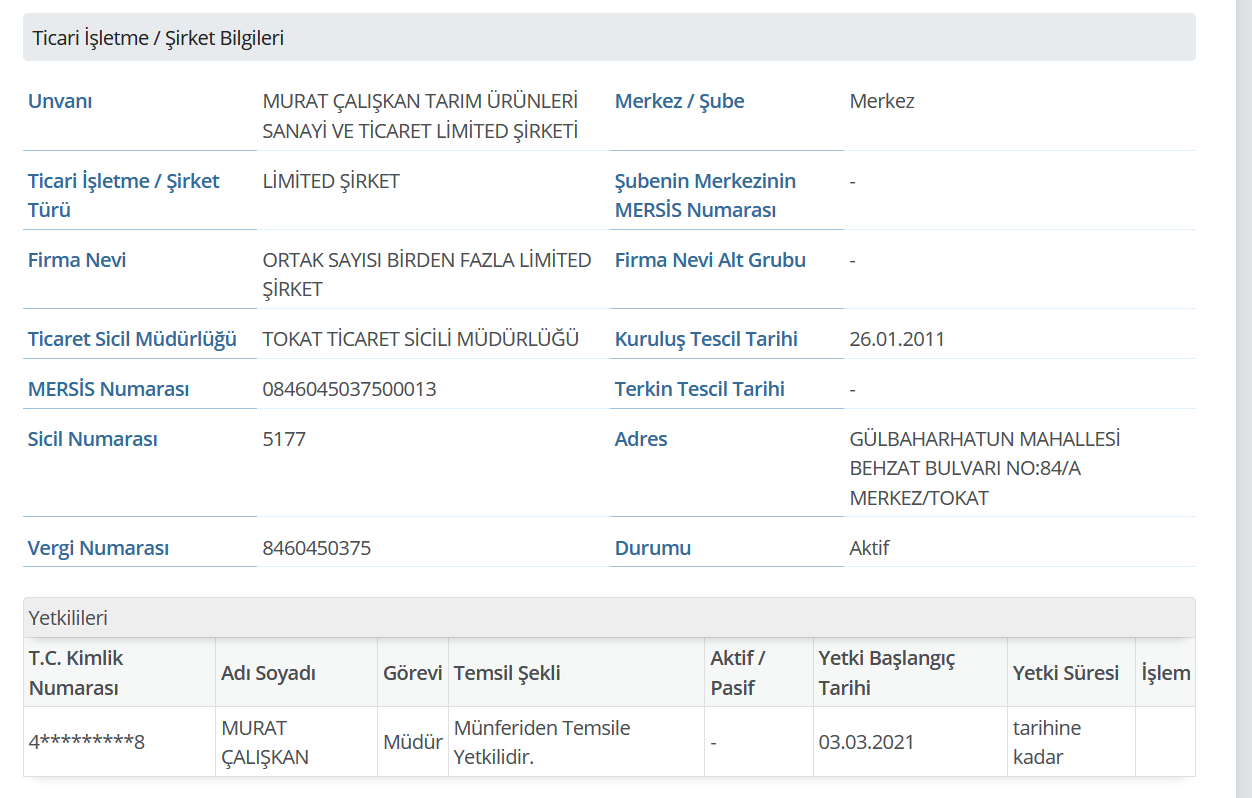 Ticari İşletme / Şirket Bilgileri
Unvanı
MURAT ÇALIŞKAN TARIM ÜRÜNLERİ
SANAYİ VE TİCARET LİMİTED ŞİRKETİ
Merkez / Şube
Merkez
Ticari İşletme / Şirket
Türü
LİMİTED ŞİRKET
Şubenin Merkezinin
MERSİS Numarası
-
Firma Nevi
ORTAK SAYISI BİRDEN FAZLA LİMİTED
ŞİRKET
Firma Nevi Alt Grubu
-
Ticaret Sicil Müdürlüğü
TOKAT TİCARET SİCİLİ MÜDÜRLÜĞÜ
Kuruluş Tescil Tarihi
26.01.2011
MERSİS Numarası
0846045037500013
Terkin Tescil Tarihi
-
Sicil Numarası
5177
Adres
GÜLBAHARHATUN MAHALLESİ
BEHZAT BULVARI NO:84/A
MERKEZ/TOKAT
Vergi Numarası
8460450375
Durumu
Aktif
Yetkilileri
T.C. Kimlik
Numarası
Adı Soyadı
Görevi
Temsil Şekli
Aktif /
Pasif
Yetki Başlangıç
Tarihi
Yetki Süresi
İşlem
4*********8
MURAT
ÇALIŞKAN
Müdür
Münferiden Temsile
Yetkilidir.
-
03.03.2021
tarihine
kadar